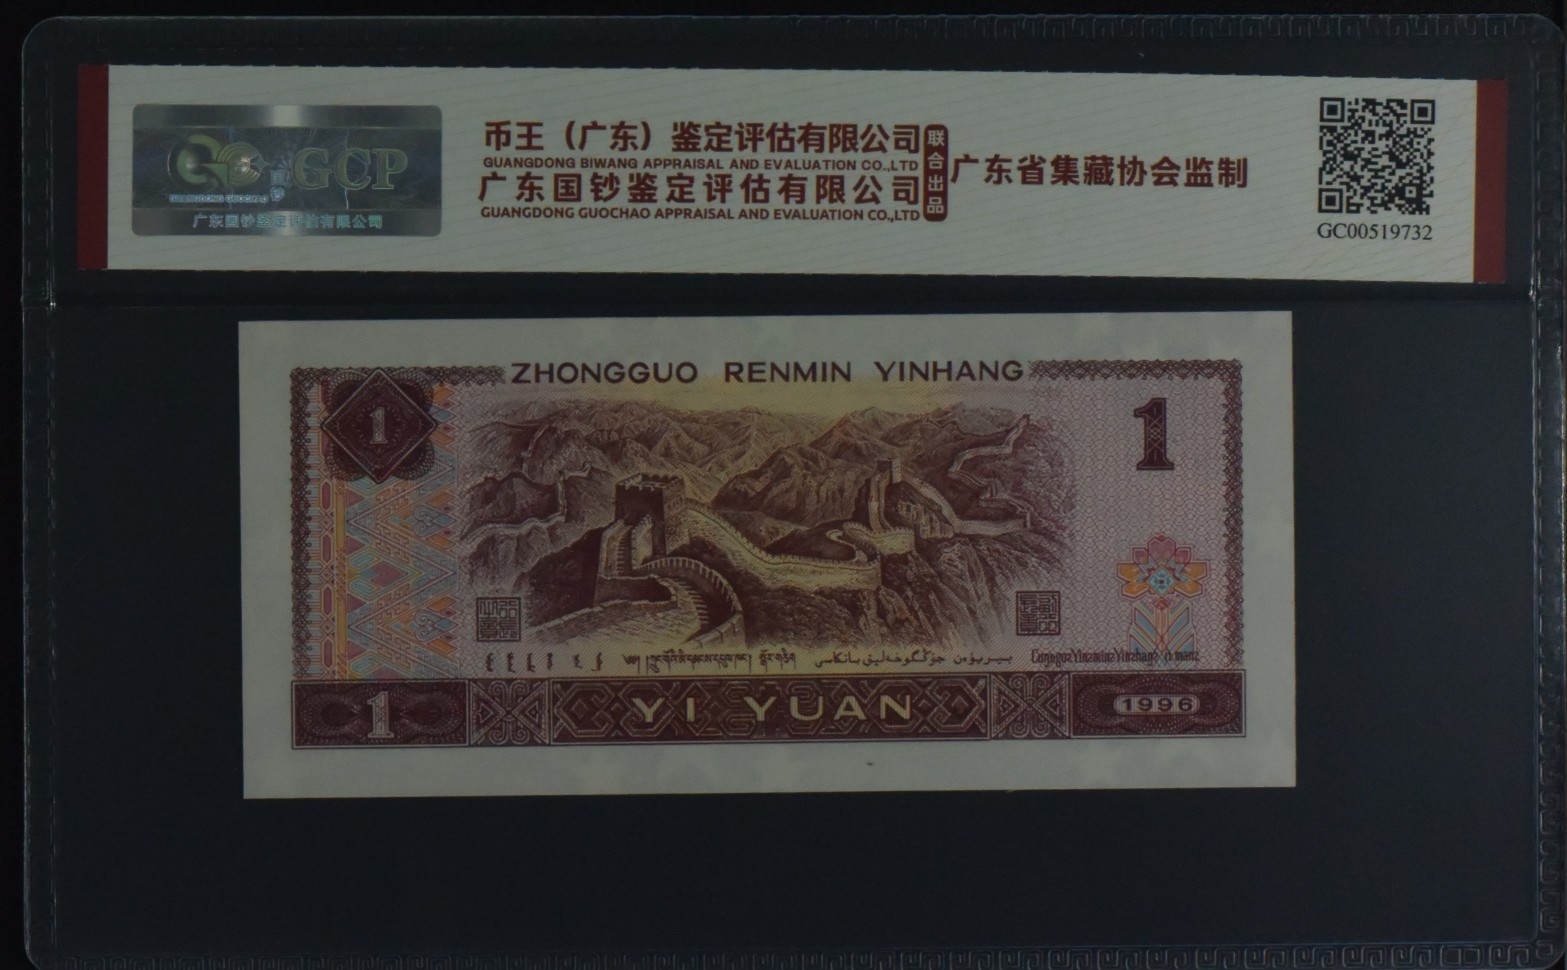 GCP
广东国钞鉴定评估有限公司
币王（广东）鉴定评估有限公司
GUANGDONG BIWANG APPRAISAL AND EVALUATION CO.,LTD
广东国钞鉴定评估有限公司
GUANGDONG GUOCHAO APPRAISAL AND EVALUATION CO.,LTD
联合出品
广东省集藏协会监制
GC00519732
ZHONGGUO RENMIN YINHANG
1
1
1
YI YUAN
1996